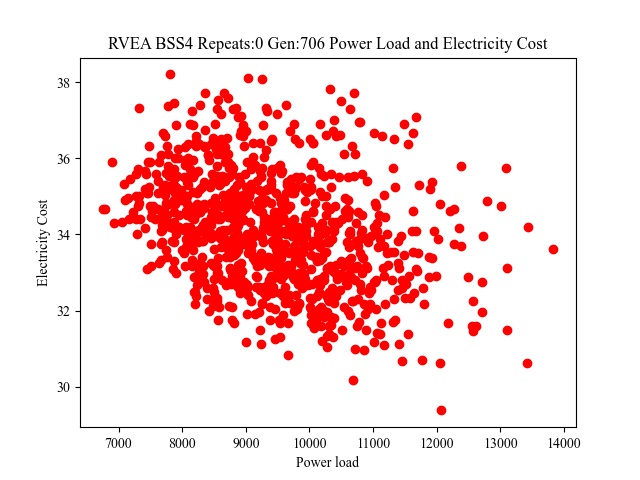 RVEA BSS4 Repeats:0 Gen:706 Power Load and Electricity Cost
38
36
34
32
30
Electricity Cost
7000 8000 9000 10000 11000 12000 13000 14000
Power load